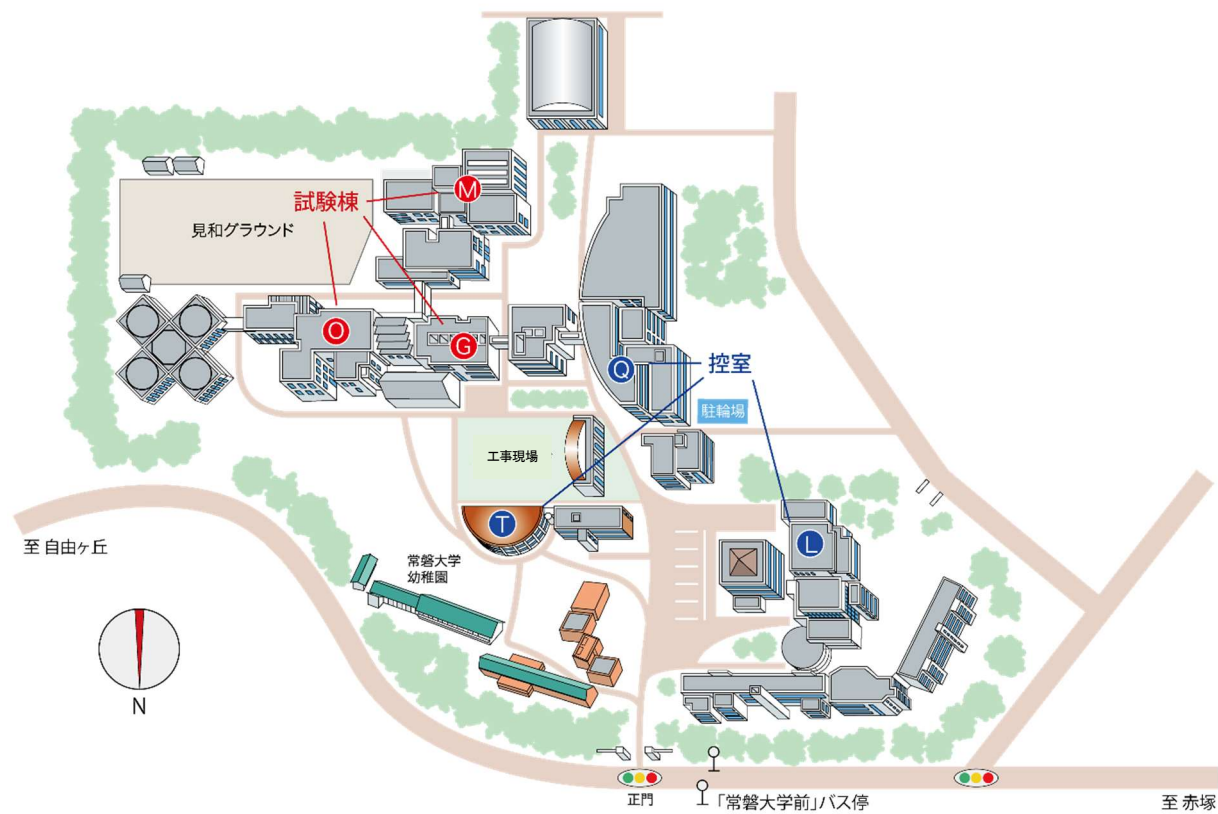 M
試験棟
見和グラウンド
O
G
Q
控室
駐輪場
工事現場
T
L
至 自由ヶ丘
常磐大学
幼稚園
N
正門
「常磐大学前」バス停
至 赤塚